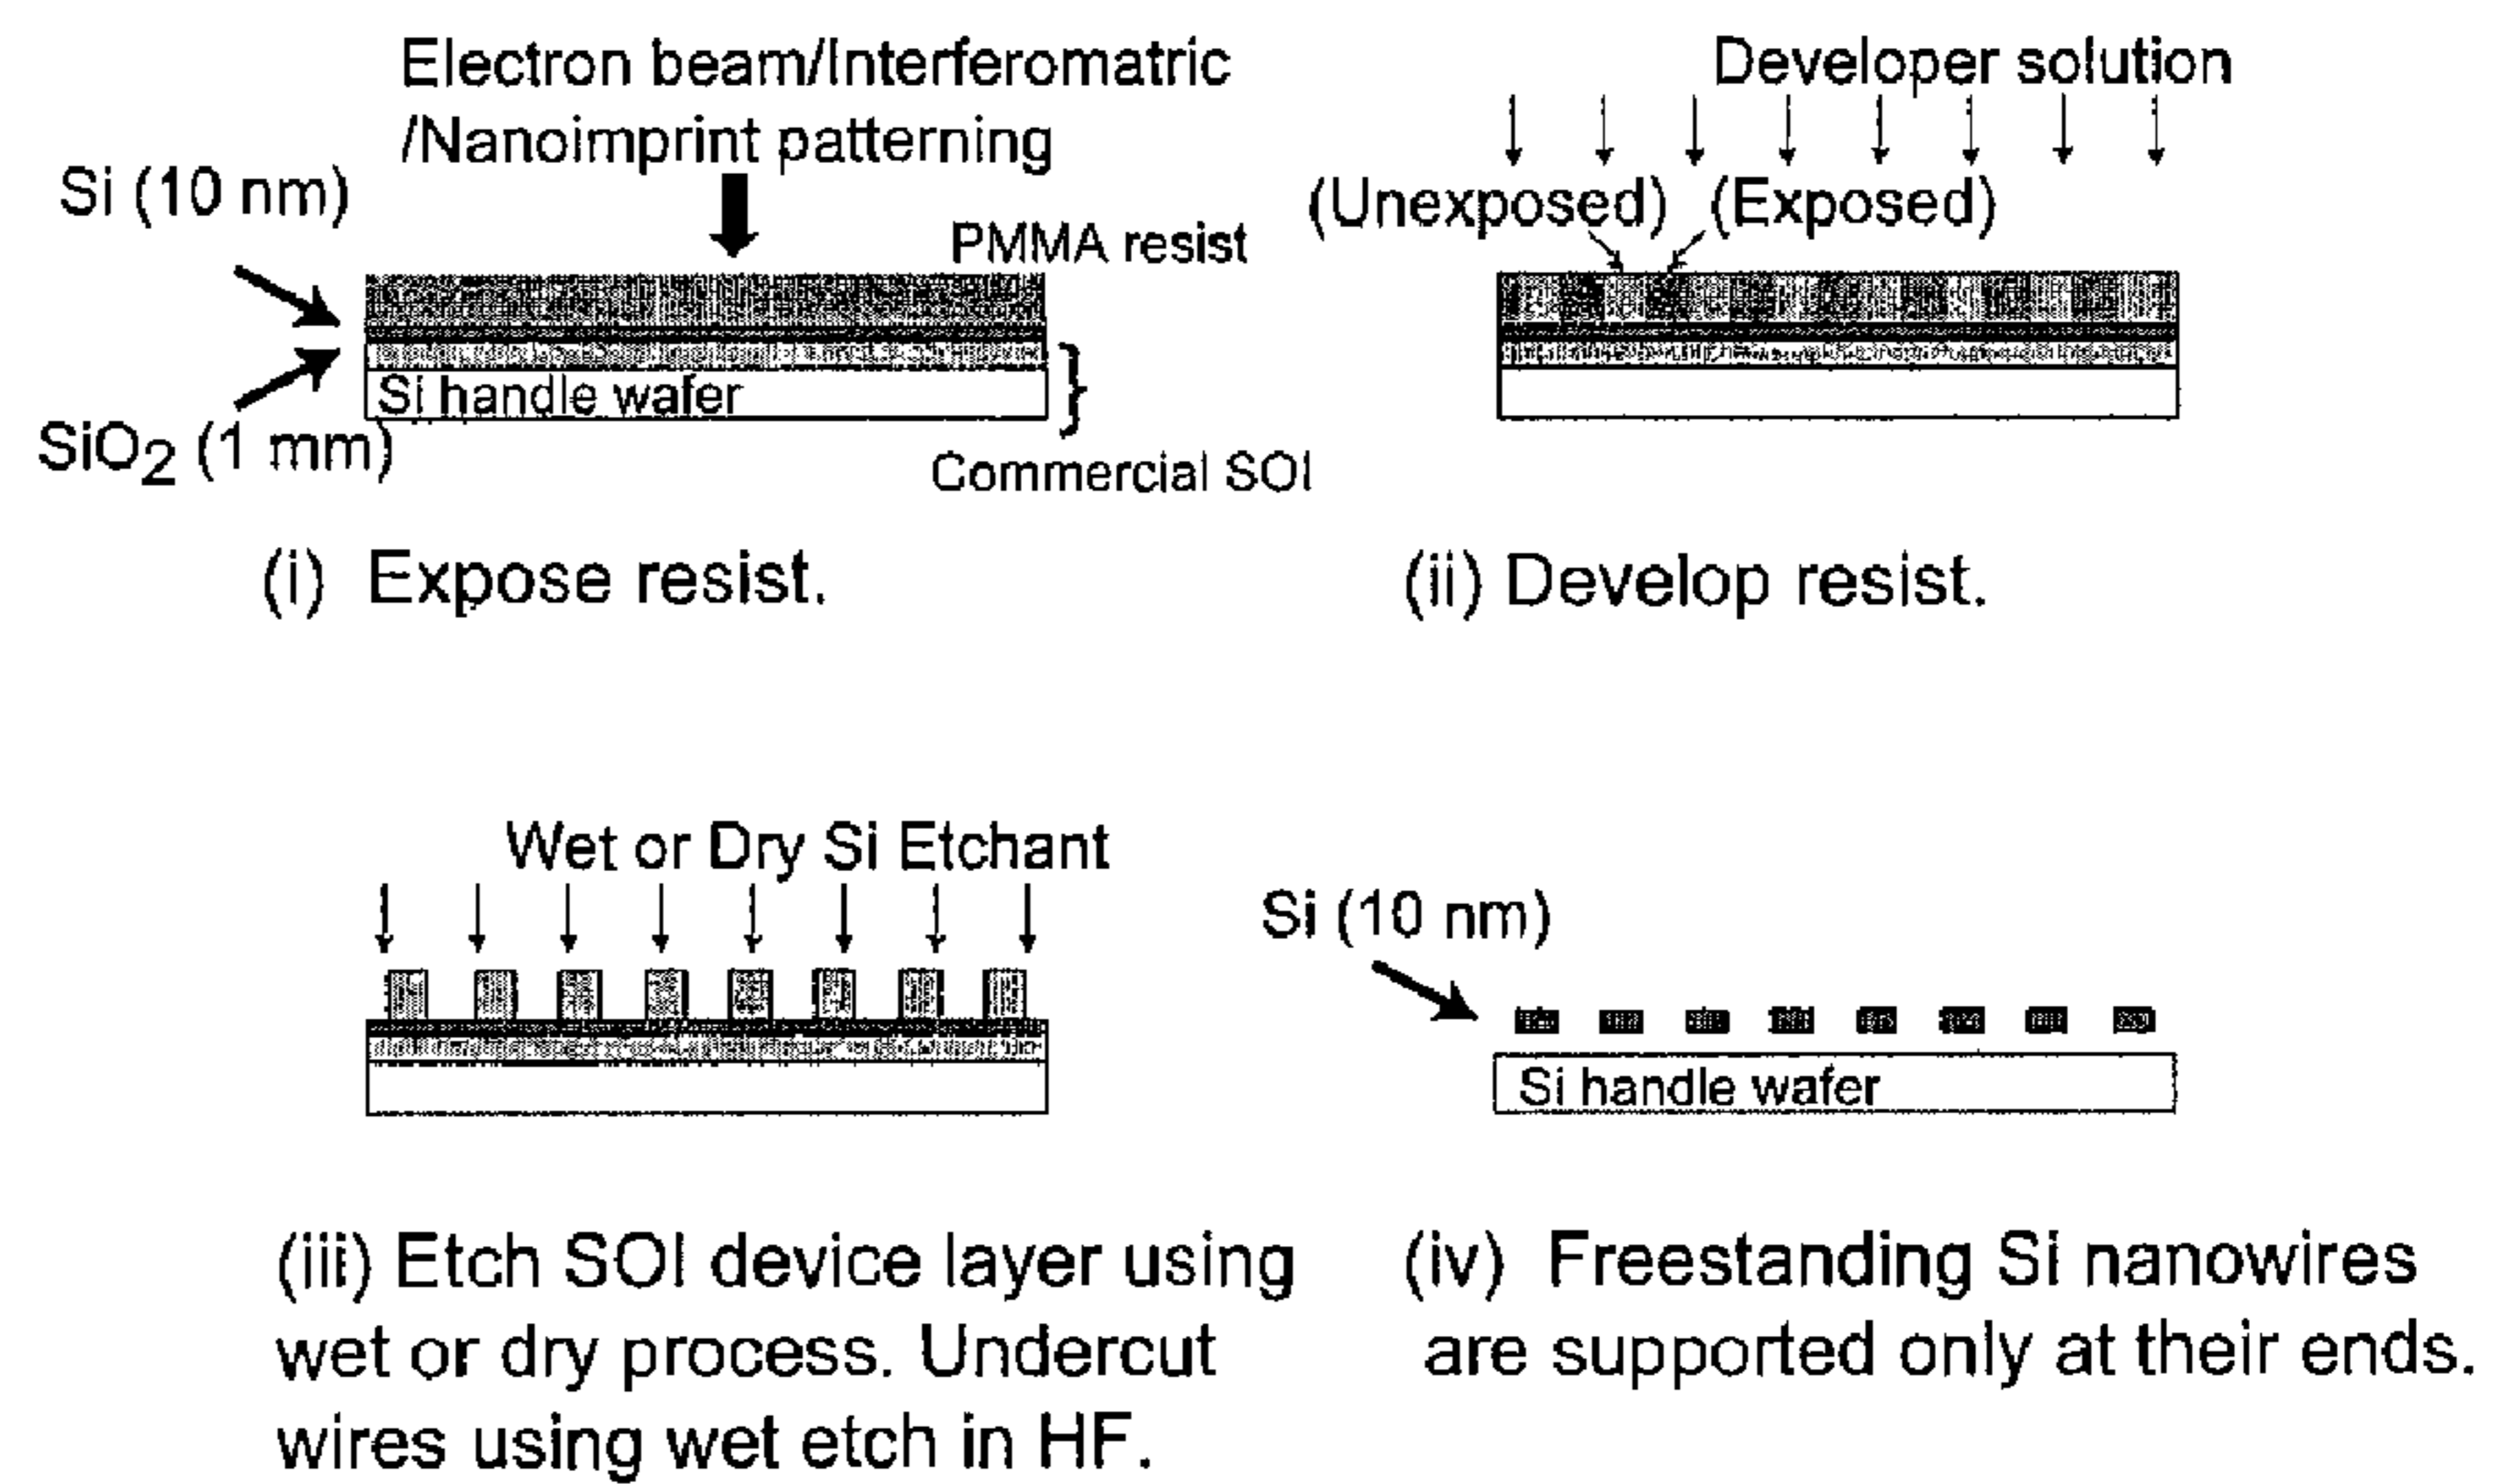 Electron beam/Interferomatric
/Nanoimprint patterning
Si (10 nm)
PMMA resist
Si handle wafer
SiO₂ (1 mm)
Commercial SOI
(i) Expose resist.
Developer solution
(Unexposed) (Exposed)
(ii) Develop resist.
Wet or Dry Si Etchant
(iii) Etch SOI device layer using
wet or dry process. Undercut
wires using wet etch in HF.
Si (10 nm)
Si handle wafer
(iv) Freestanding Si nanowires
are supported only at their ends.